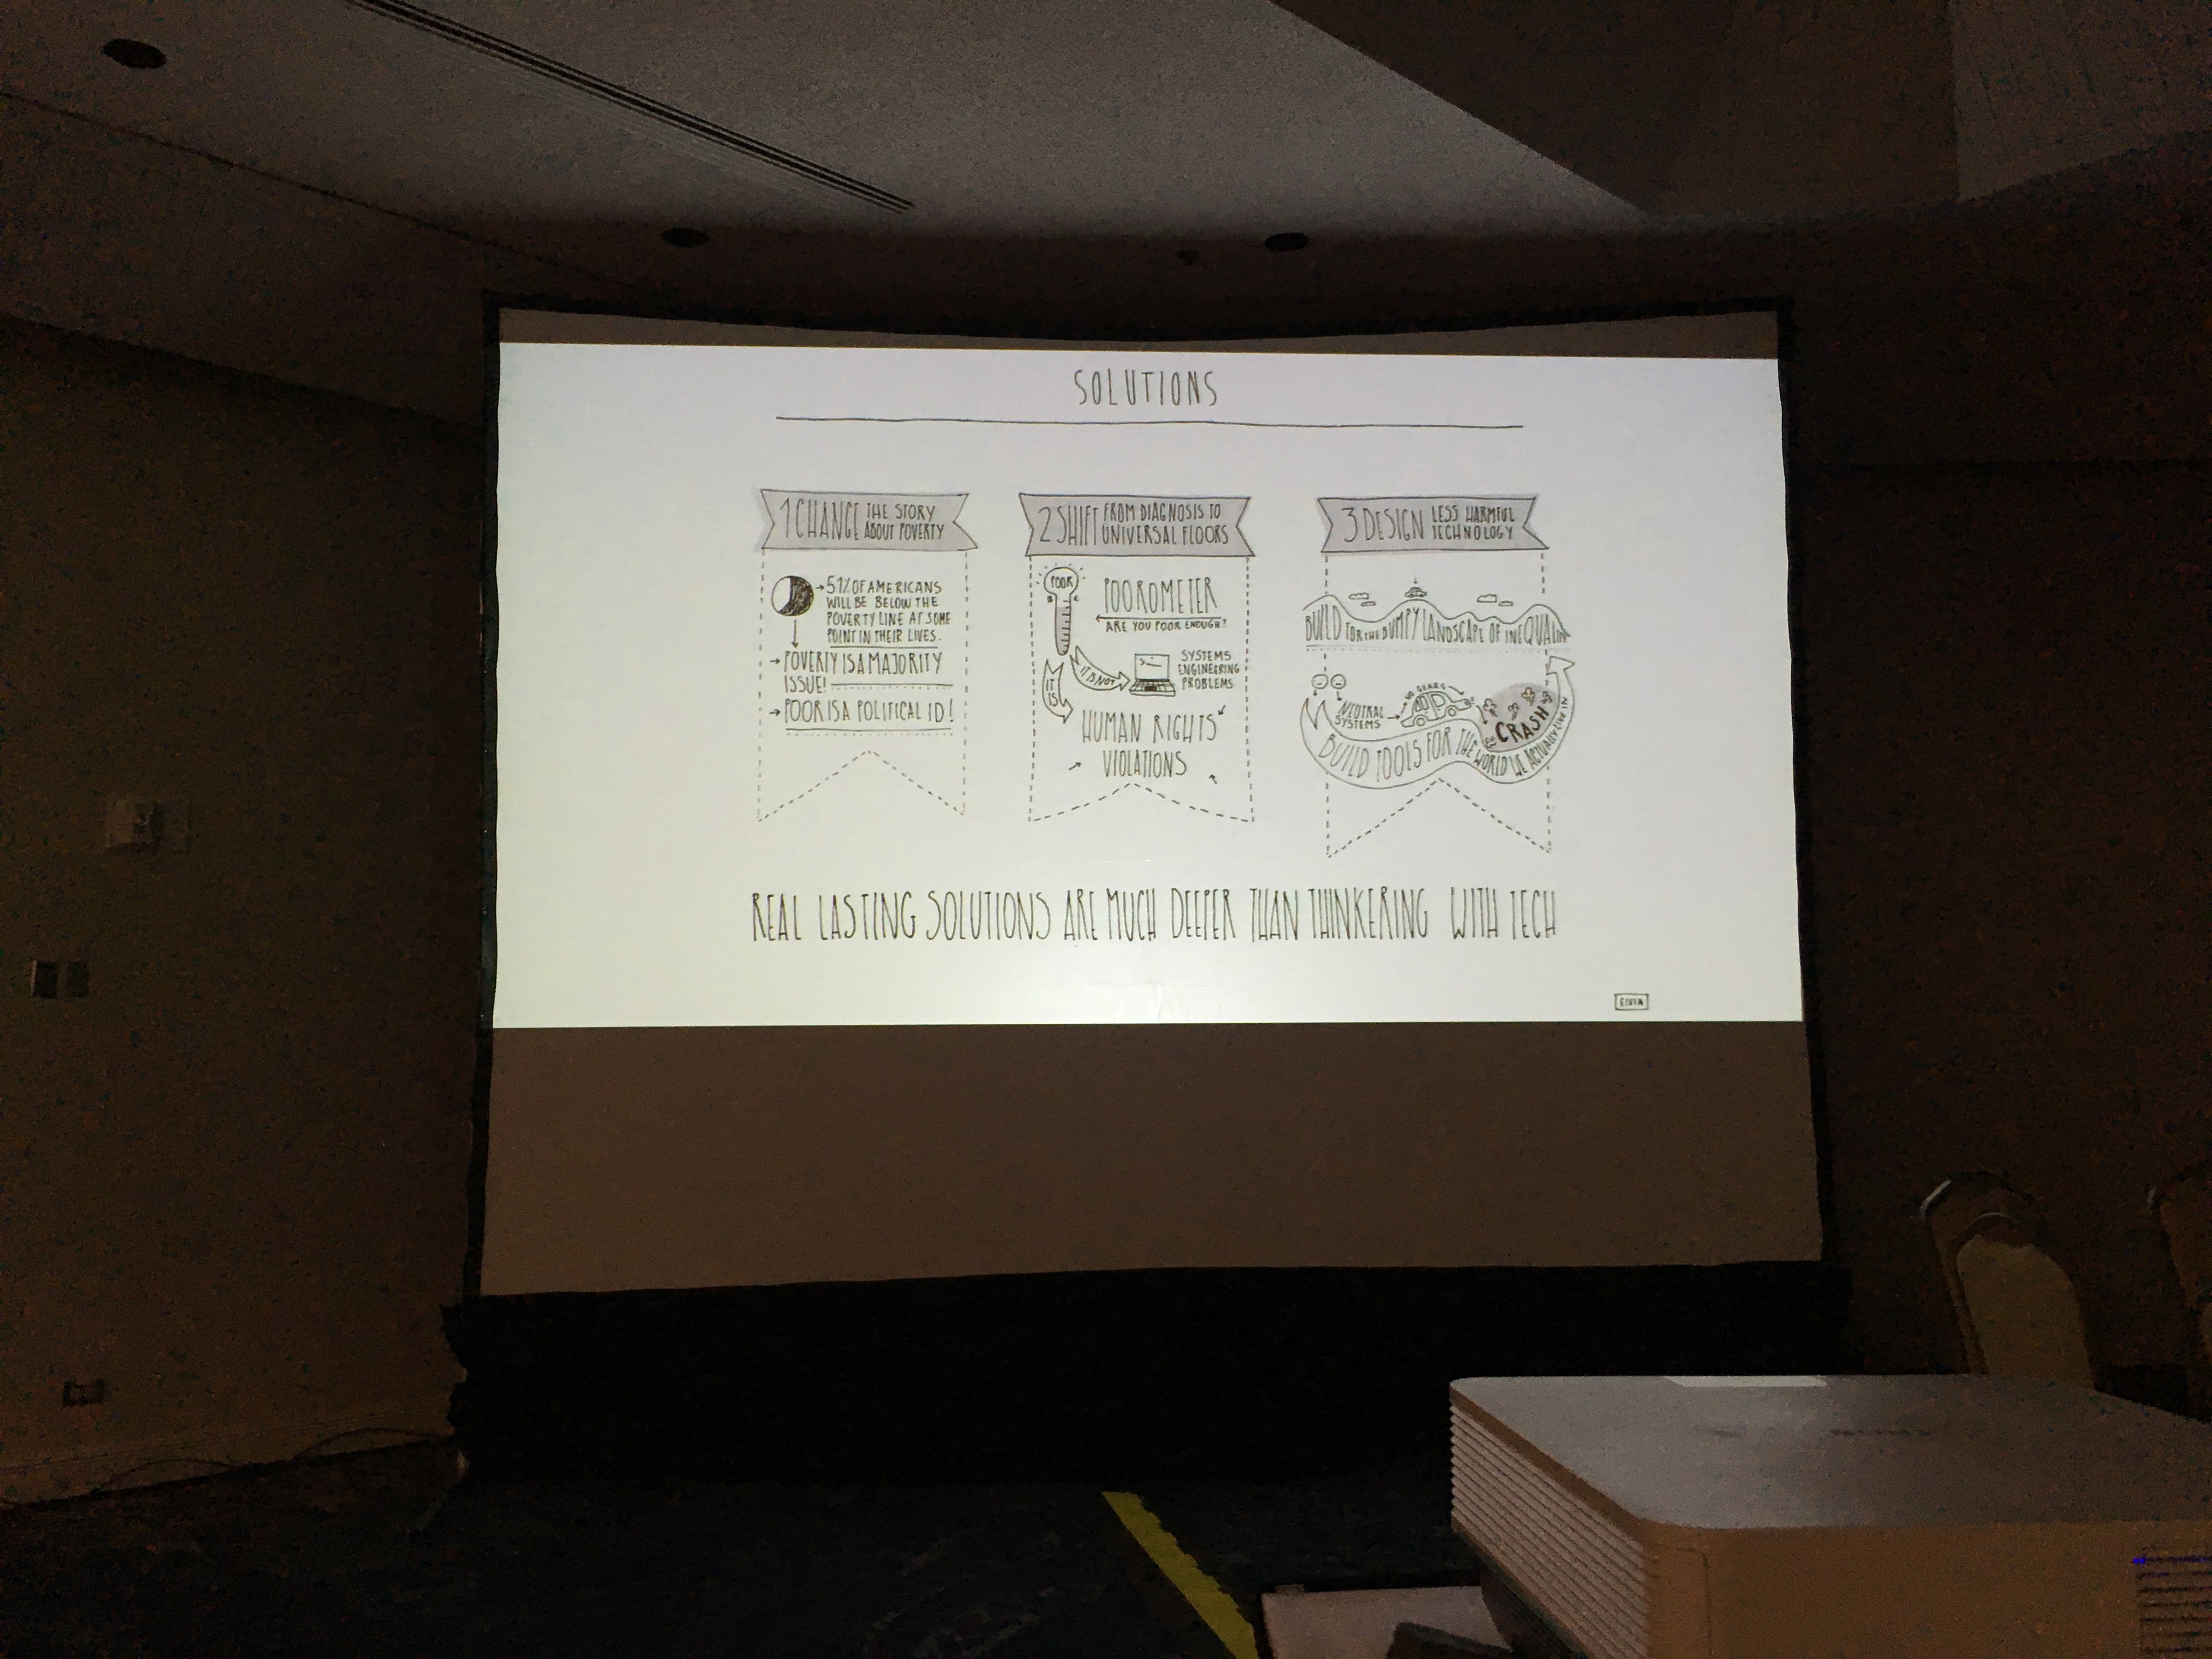 SOLUTIONS
1 CHANGE THE STORY
ABOUT POVERTY
51% OF AMERICANS
WILL BE BELOW THE
POVERTY LINE AT SOME
POINT IN THEIR LIVES.
POVERTY IS A MAJORITY
ISSUE!
POOR IS A POLITICAL ID!
2 SHIFT FROM DIAGNOSIS TO
UNIVERSAL FLOORS
POOR
POOROMETER
ARE YOU POOR ENOUGH?
IT IS NOT
SYSTEMS
ENGINEERING
PROBLEMS
IT IS
HUMAN RIGHTS
VIOLATIONS
3 DESIGN LESS HARMFUL
TECHNOLOGY
BUILD FOR THE BUMPY LANDSCAPE OF INEQUALITY
NEUTRAL
SYSTEMS
NO GEARS
CRASH
BUILD TOOLS FOR THE WORLD WE ACTUALLY LIVE IN
REAL LASTING SOLUTIONS ARE MUCH DEEPER THAN THINKERING WITH TECH